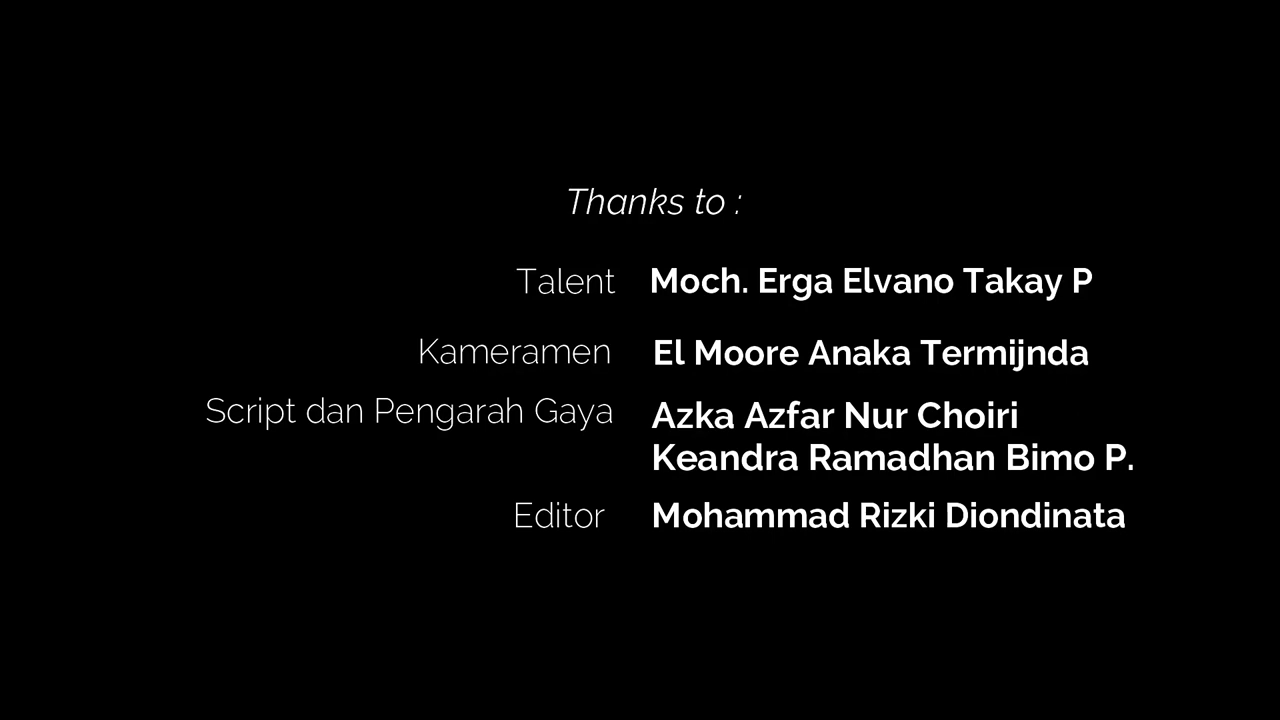 Thanks to :
Talent Moch. Erga Elvano Takay P
Kameramen El Moore Anaka Termijnda
Script dan Pengarah Gaya Azka Azfar Nur Choiri
Keandra Ramadhan Bimo P.
Editor Mohammad Rizki Diondinata